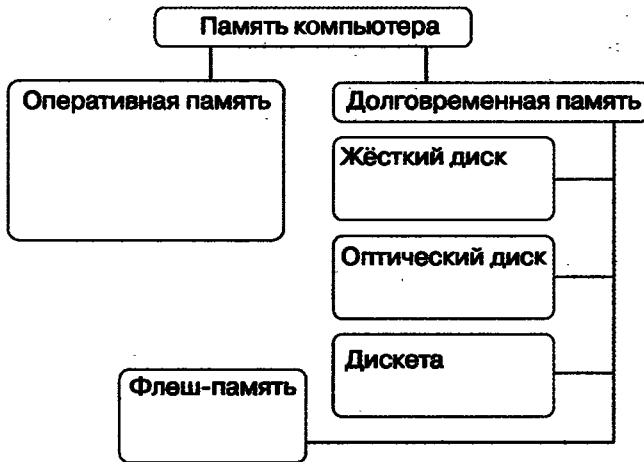 Память компьютера
Оперативная память
Долговременная память
Жёсткий диск
Оптический диск
Дискета
Флеш-память